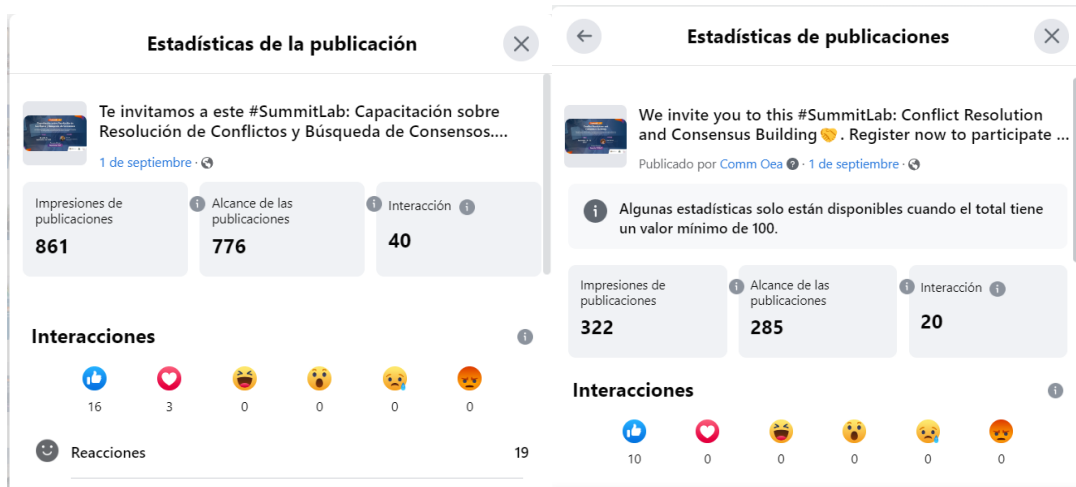 Estadísticas de la publicación
Te invitamos a este #SummitLab: Capacitación sobre
Resolución de Conflictos y Búsqueda de Consensos....
1 de septiembre ·
Impresiones de
publicaciones
861
Alcance de las
publicaciones
776
Interacción
40
Interacciones
16
3
0
0
0
0
Reacciones
19
Estadísticas de publicaciones
We invite you to this #SummitLab: Conflict Resolution
and Consensus Building🤝. Register now to participate ...
Publicado por Comm Oea · 1 de septiembre ·
Algunas estadísticas solo están disponibles cuando el total tiene
un valor mínimo de 100.
Impresiones de
publicaciones
322
Alcance de las
publicaciones
285
Interacción
20
Interacciones
10
0
0
0
0
0